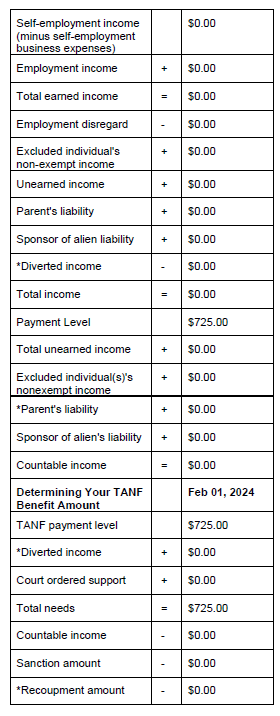 Self-employment income $0.00
(minus self-employment
business expenses)
Employment income + $0.00
Total earned income = $0.00
Employment disregard - $0.00
Excluded individual's + $0.00
non-exempt income
Unearned income + $0.00
Parent's liability + $0.00
Sponsor of alien liability + $0.00
*Diverted income - $0.00
Total income = $0.00
Payment Level $725.00
Total unearned income + $0.00
Excluded individual(s)'s + $0.00
nonexempt income
*Parent's liability + $0.00
Sponsor of alien's liability + $0.00
Countable income = $0.00
Determining Your TANF Feb 01, 2024
Benefit Amount
TANF payment level $725.00
*Diverted income + $0.00
Court ordered support + $0.00
Total needs = $725.00
Countable income - $0.00
Sanction amount - $0.00
*Recoupment amount - $0.00